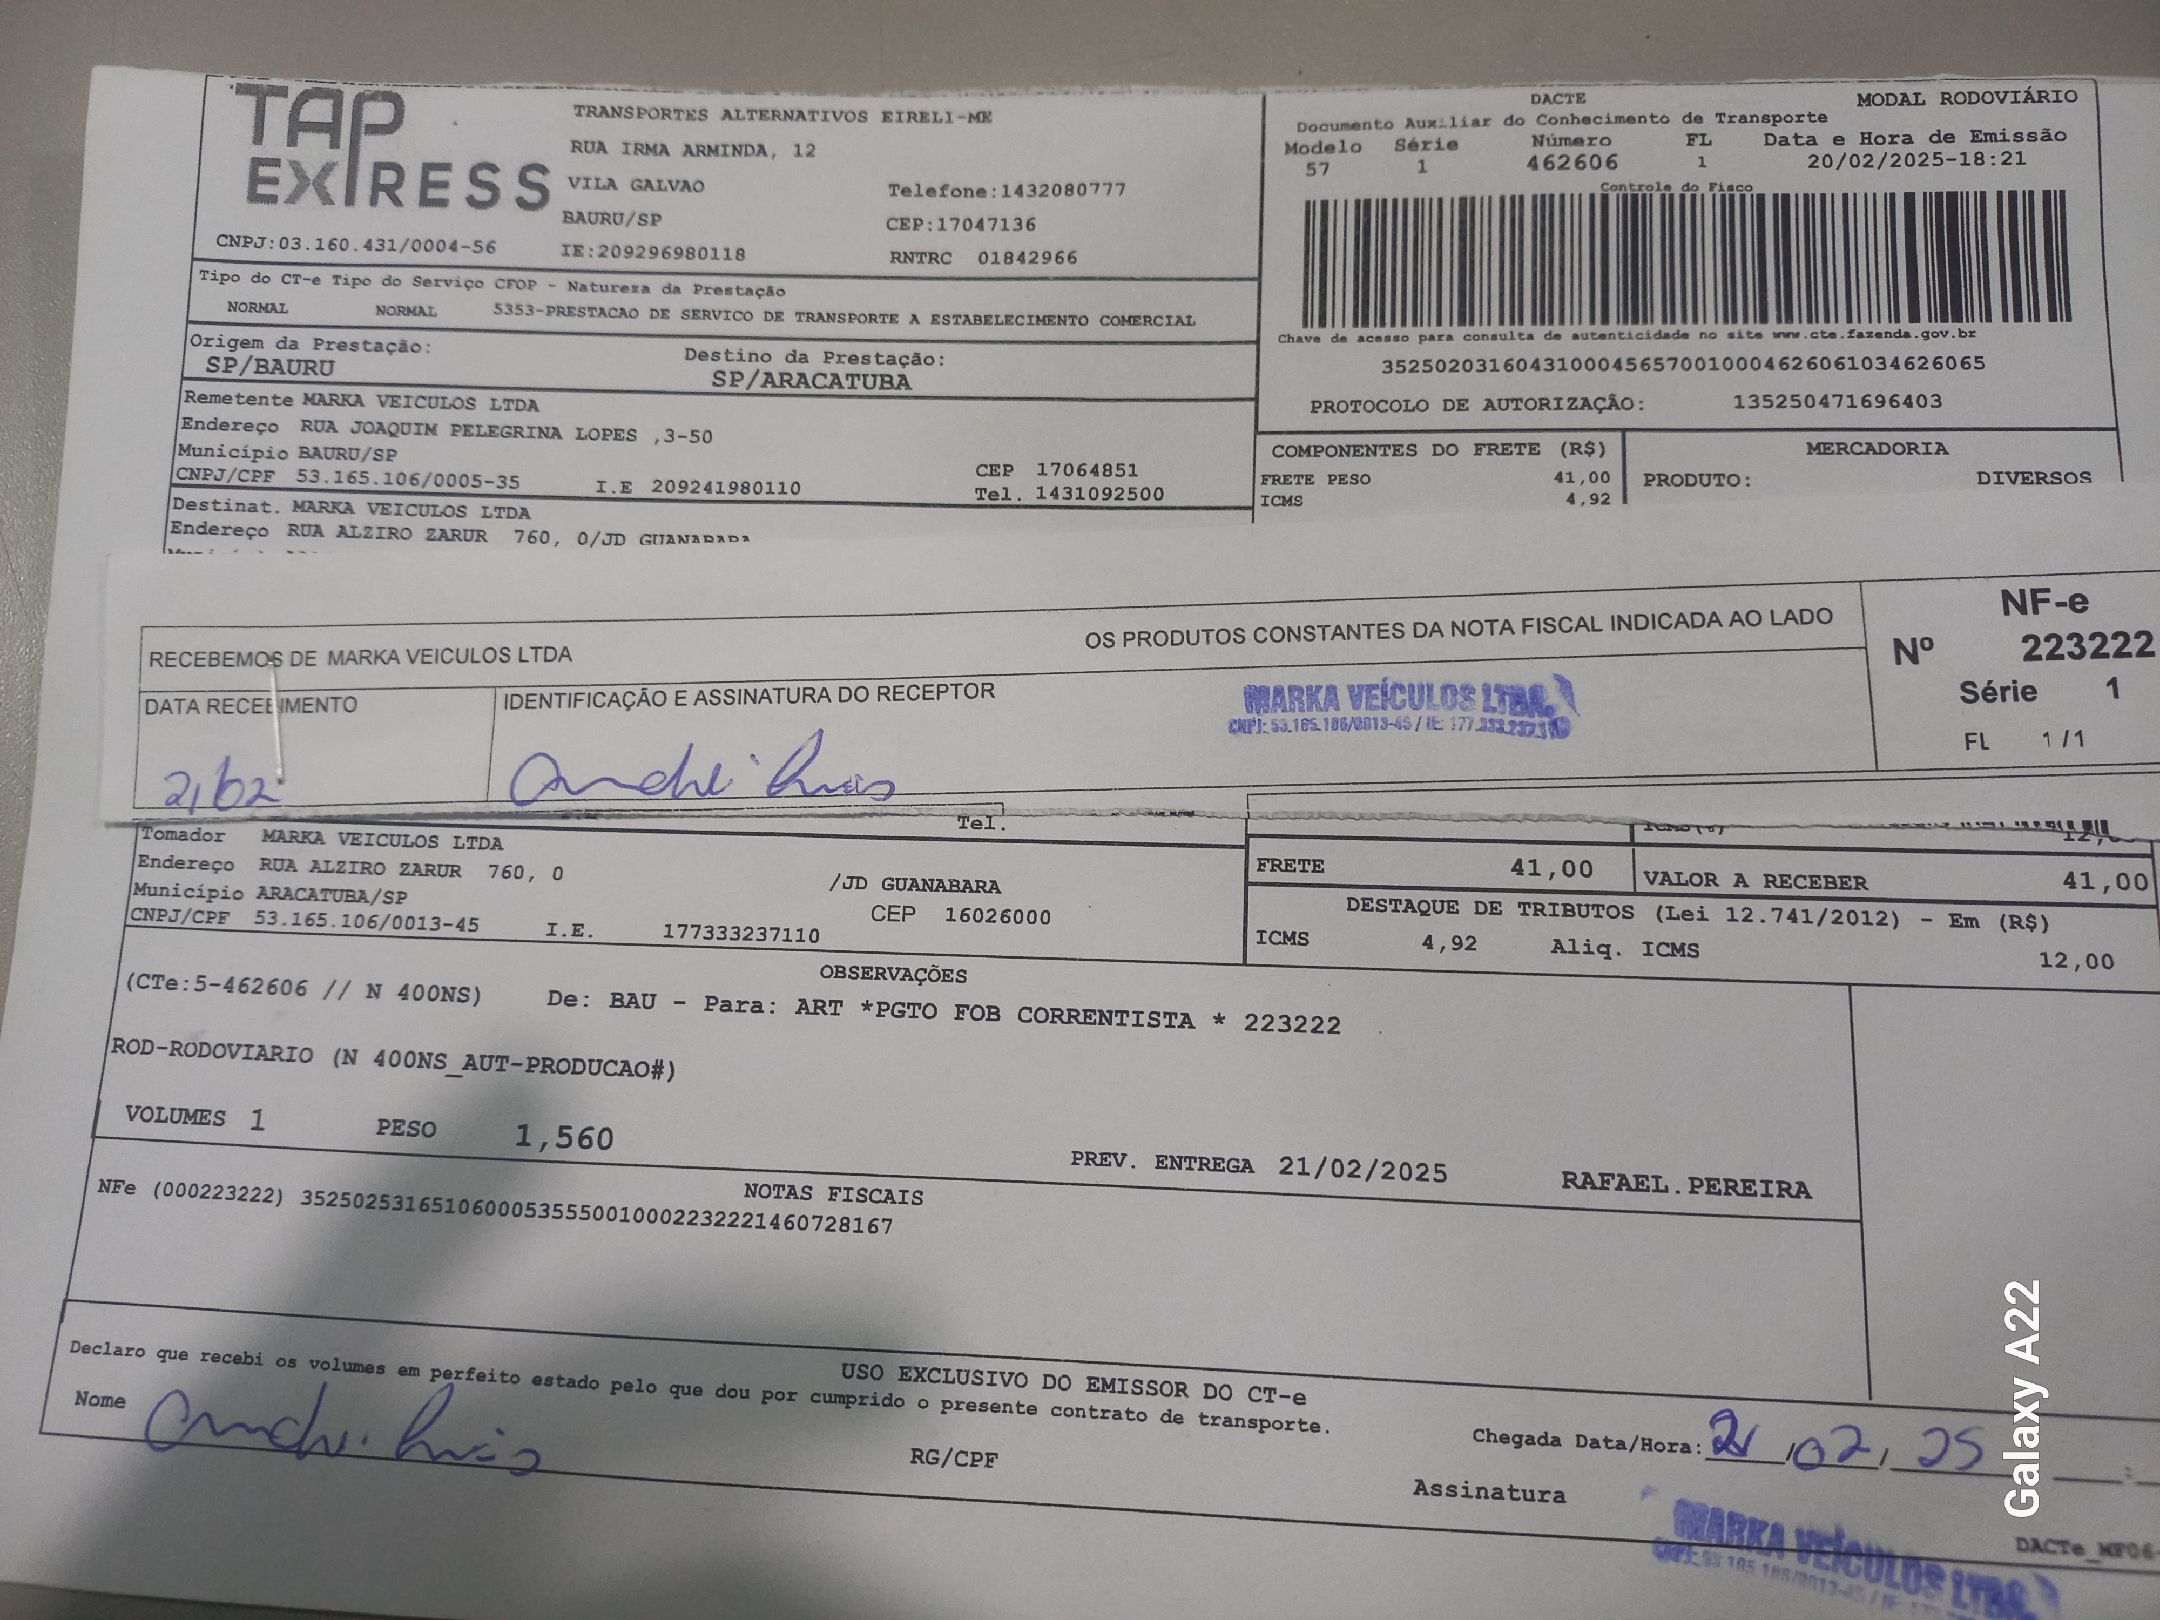 TAP EXPRESS
TRANSPORTES ALTERNATIVOS EIRELI-ME
RUA IRMA ARMINDA, 12
VILA GALVAO Telefone:1432080777
BAURU/SP CEP:17047136
CNPJ:03.160.431/0004-56 IE:209296980118 RNTRC 01842966
DACTE MODAL RODOVIÁRIO
Documento Auxiliar do Conhecimento de Transporte
Modelo Série Número FL Data e Hora de Emissão
57 1 462606 1 20/02/2025-18:21
Controle do Fisco
Chave de acesso para consulta de autenticidade no site www.cte.fazenda.gov.br
35250203160431000456570010004626061034626065
PROTOCOLO DE AUTORIZAÇÃO: 135250471696403
Tipo do CT-e Tipo do Serviço CFOP - Natureza da Prestação
NORMAL NORMAL 5353-PRESTACAO DE SERVICO DE TRANSPORTE A ESTABELECIMENTO COMERCIAL
Origem da Prestação: Destino da Prestação:
SP/BAURU SP/ARACATUBA
Remetente MARKA VEICULOS LTDA
Endereço RUA JOAQUIM PELEGRINA LOPES ,3-50
Município BAURU/SP CEP 17064851
CNPJ/CPF 53.165.106/0005-35 I.E 209241980110 Tel. 1431092500
COMPONENTES DO FRETE (R$) MERCADORIA
FRETE PESO 41,00 PRODUTO: DIVERSOS
ICMS 4,92
Destinat. MARKA VEICULOS LTDA
Endereço RUA ALZIRO ZARUR 760, 0/JD GUANABARA
RECEBEMOS DE MARKA VEICULOS LTDA OS PRODUTOS CONSTANTES DA NOTA FISCAL INDICADA AO LADO
DATA RECEBIMENTO IDENTIFICAÇÃO E ASSINATURA DO RECEPTOR
21/02
MARKA VEÍCULOS LTDA.
NF-e
Nº 223222
Série 1
FL 1/1
Tel.
Tomador MARKA VEICULOS LTDA
Endereço RUA ALZIRO ZARUR 760, 0 /JD GUANABARA
Município ARACATUBA/SP CEP 16026000
CNPJ/CPF 53.165.106/0013-45 I.E. 177333237110
FRETE 41,00 VALOR A RECEBER 41,00
DESTAQUE DE TRIBUTOS (Lei 12.741/2012) - Em (R$)
ICMS 4,92 Aliq. ICMS 12,00
OBSERVAÇÕES
(CTe:5-462606 // N 400NS) De: BAU - Para: ART *PGTO FOB CORRENTISTA * 223222
ROD-RODOVIARIO (N 400NS_AUT-PRODUCAO#)
VOLUMES 1 PESO 1,560
PREV. ENTREGA 21/02/2025 RAFAEL.PEREIRA
NOTAS FISCAIS
NFe (000223222) 35250253165106000535550010002232221460728167
USO EXCLUSIVO DO EMISSOR DO CT-e
Declaro que recebi os volumes em perfeito estado pelo que dou por cumprido o presente contrato de transporte.
Nome RG/CPF Chegada Data/Hora: 21/02/25
Assinatura
MARKA VEÍCULOS LTDA.
Galaxy A22